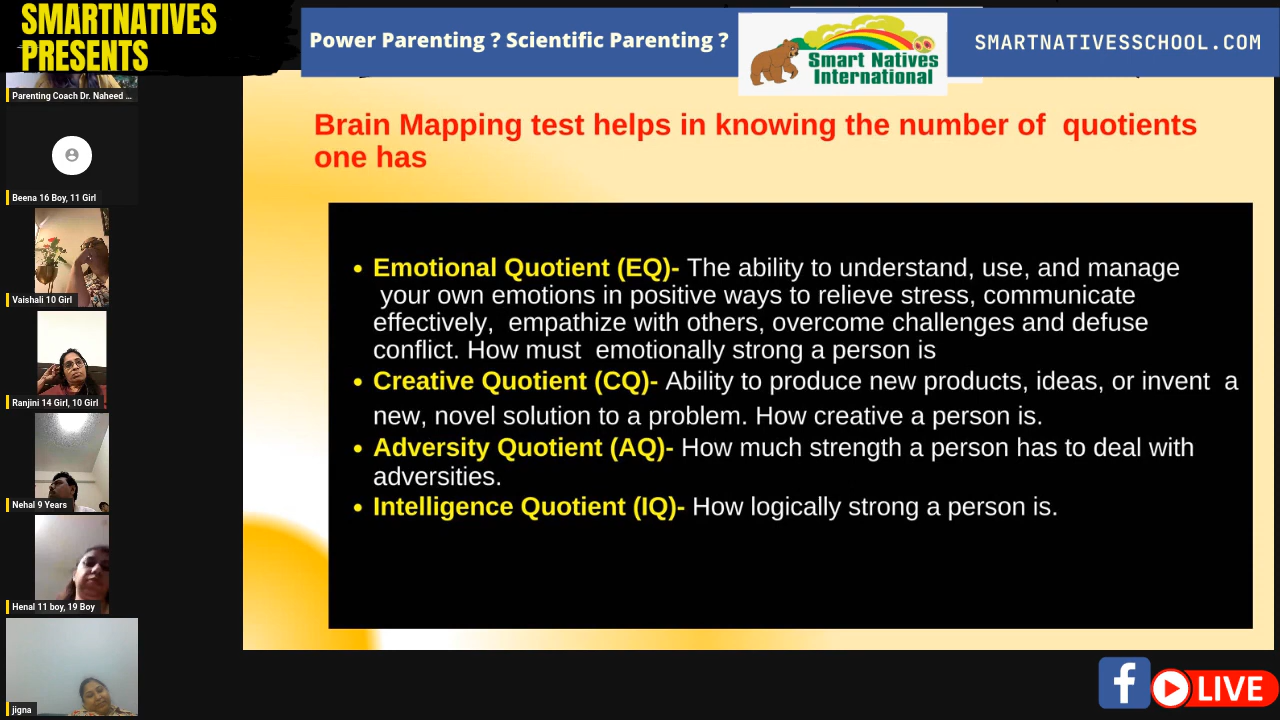 SMARTNATIVES
PRESENTS
Power Parenting ? Scientific Parenting ?
Smart Natives
International
SMARTNATIVESSCHOOL.COM
Parenting Coach Dr. Naheed ...
Beena 16 Boy, 11 Girl
Vaishali 10 Girl
Ranjini 14 Girl, 10 Girl
Nehal 9 Years
Henal 11 boy, 19 Boy
jigna
Brain Mapping test helps in knowing the number of quotients
one has
• Emotional Quotient (EQ)- The ability to understand, use, and manage
your own emotions in positive ways to relieve stress, communicate
effectively, empathize with others, overcome challenges and defuse
conflict. How must emotionally strong a person is
• Creative Quotient (CQ)- Ability to produce new products, ideas, or invent a
new, novel solution to a problem. How creative a person is.
• Adversity Quotient (AQ)- How much strength a person has to deal with
adversities.
• Intelligence Quotient (IQ)- How logically strong a person is.
f
LIVE